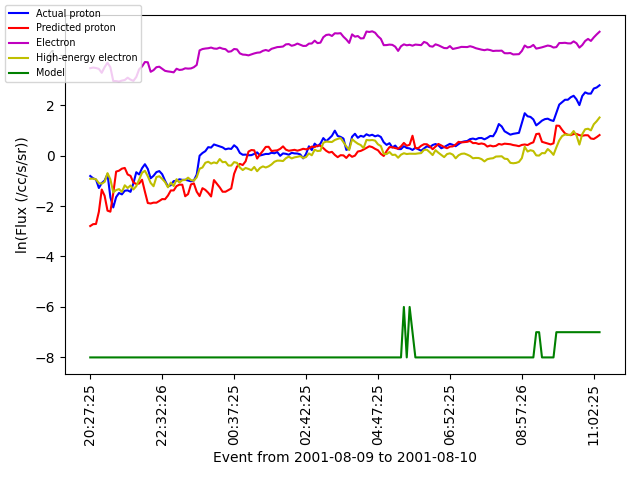 Actual proton
Predicted proton
Electron
High-energy electron
Model
ln(Flux (/cc/s/sr))
2
0
−2
−4
−6
−8
20:27:25
22:32:26
00:37:25
02:42:25
04:47:25
06:52:25
08:57:26
11:02:25
Event from 2001-08-09 to 2001-08-10